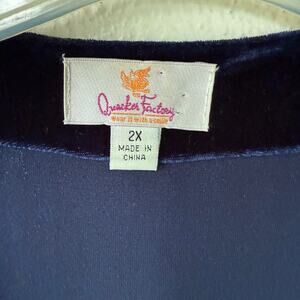 Quacker Factory
Wear it with a smile
2X
MADE IN
CHINA